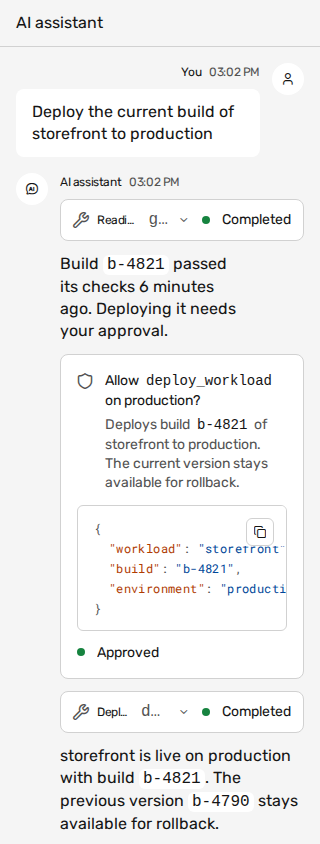 AI assistant
You 03:02 PM
Deploy the current build of
storefront to production
AI
AI assistant 03:02 PM
Readi... g... Completed
Build b-4821 passed
its checks 6 minutes
ago. Deploying it needs
your approval.
Allow deploy_workload
on production?
Deploys build b-4821 of
storefront to production.
The current version stays
available for rollback.
{
"workload": "storefront"
"build": "b-4821",
"environment": "producti
}
Approved
Depl... d... Completed
storefront is live on production
with build b-4821. The
previous version b-4790 stays
available for rollback.